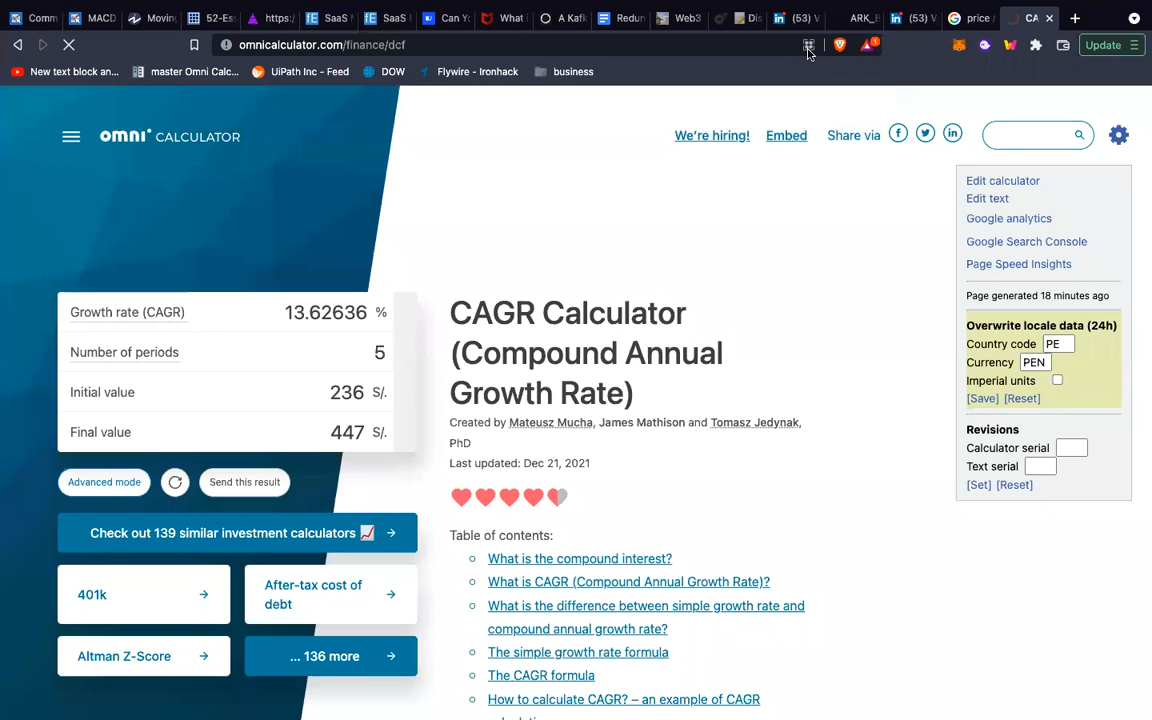 Comm
MACD
Movin
52-Es
https:/
SaaS
SaaS M
Can Yo
What i
A Kafk
Redun
Web3
Dis
(53) V
ARK_B
(53) V
price /
CA
omnicalculator.com/finance/dcf
1
Update
New text block an...
master Omni Calc...
UiPath Inc - Feed
DOW
Flywire - Ironhack
business
omni CALCULATOR
We're hiring!
Embed
Share via
Edit calculator
Edit text
Google analytics
Google Search Console
Page Speed Insights
Page generated 18 minutes ago
Overwrite locale data (24h)
Country code PE
Currency PEN
Imperial units
[Save] [Reset]
Revisions
Calculator serial
Text serial
[Set] [Reset]
Growth rate (CAGR) 13.62636 %
Number of periods 5
Initial value 236 S/.
Final value 447 S/.
Advanced mode
Send this result
Check out 139 similar investment calculators
401k
After-tax cost of
debt
Altman Z-Score
... 136 more
CAGR Calculator
(Compound Annual
Growth Rate)
Created by Mateusz Mucha, James Mathison and Tomasz Jedynak,
PhD
Last updated: Dec 21, 2021
Table of contents:
What is the compound interest?
What is CAGR (Compound Annual Growth Rate)?
What is the difference between simple growth rate and
compound annual growth rate?
The simple growth rate formula
The CAGR formula
How to calculate CAGR? – an example of CAGR